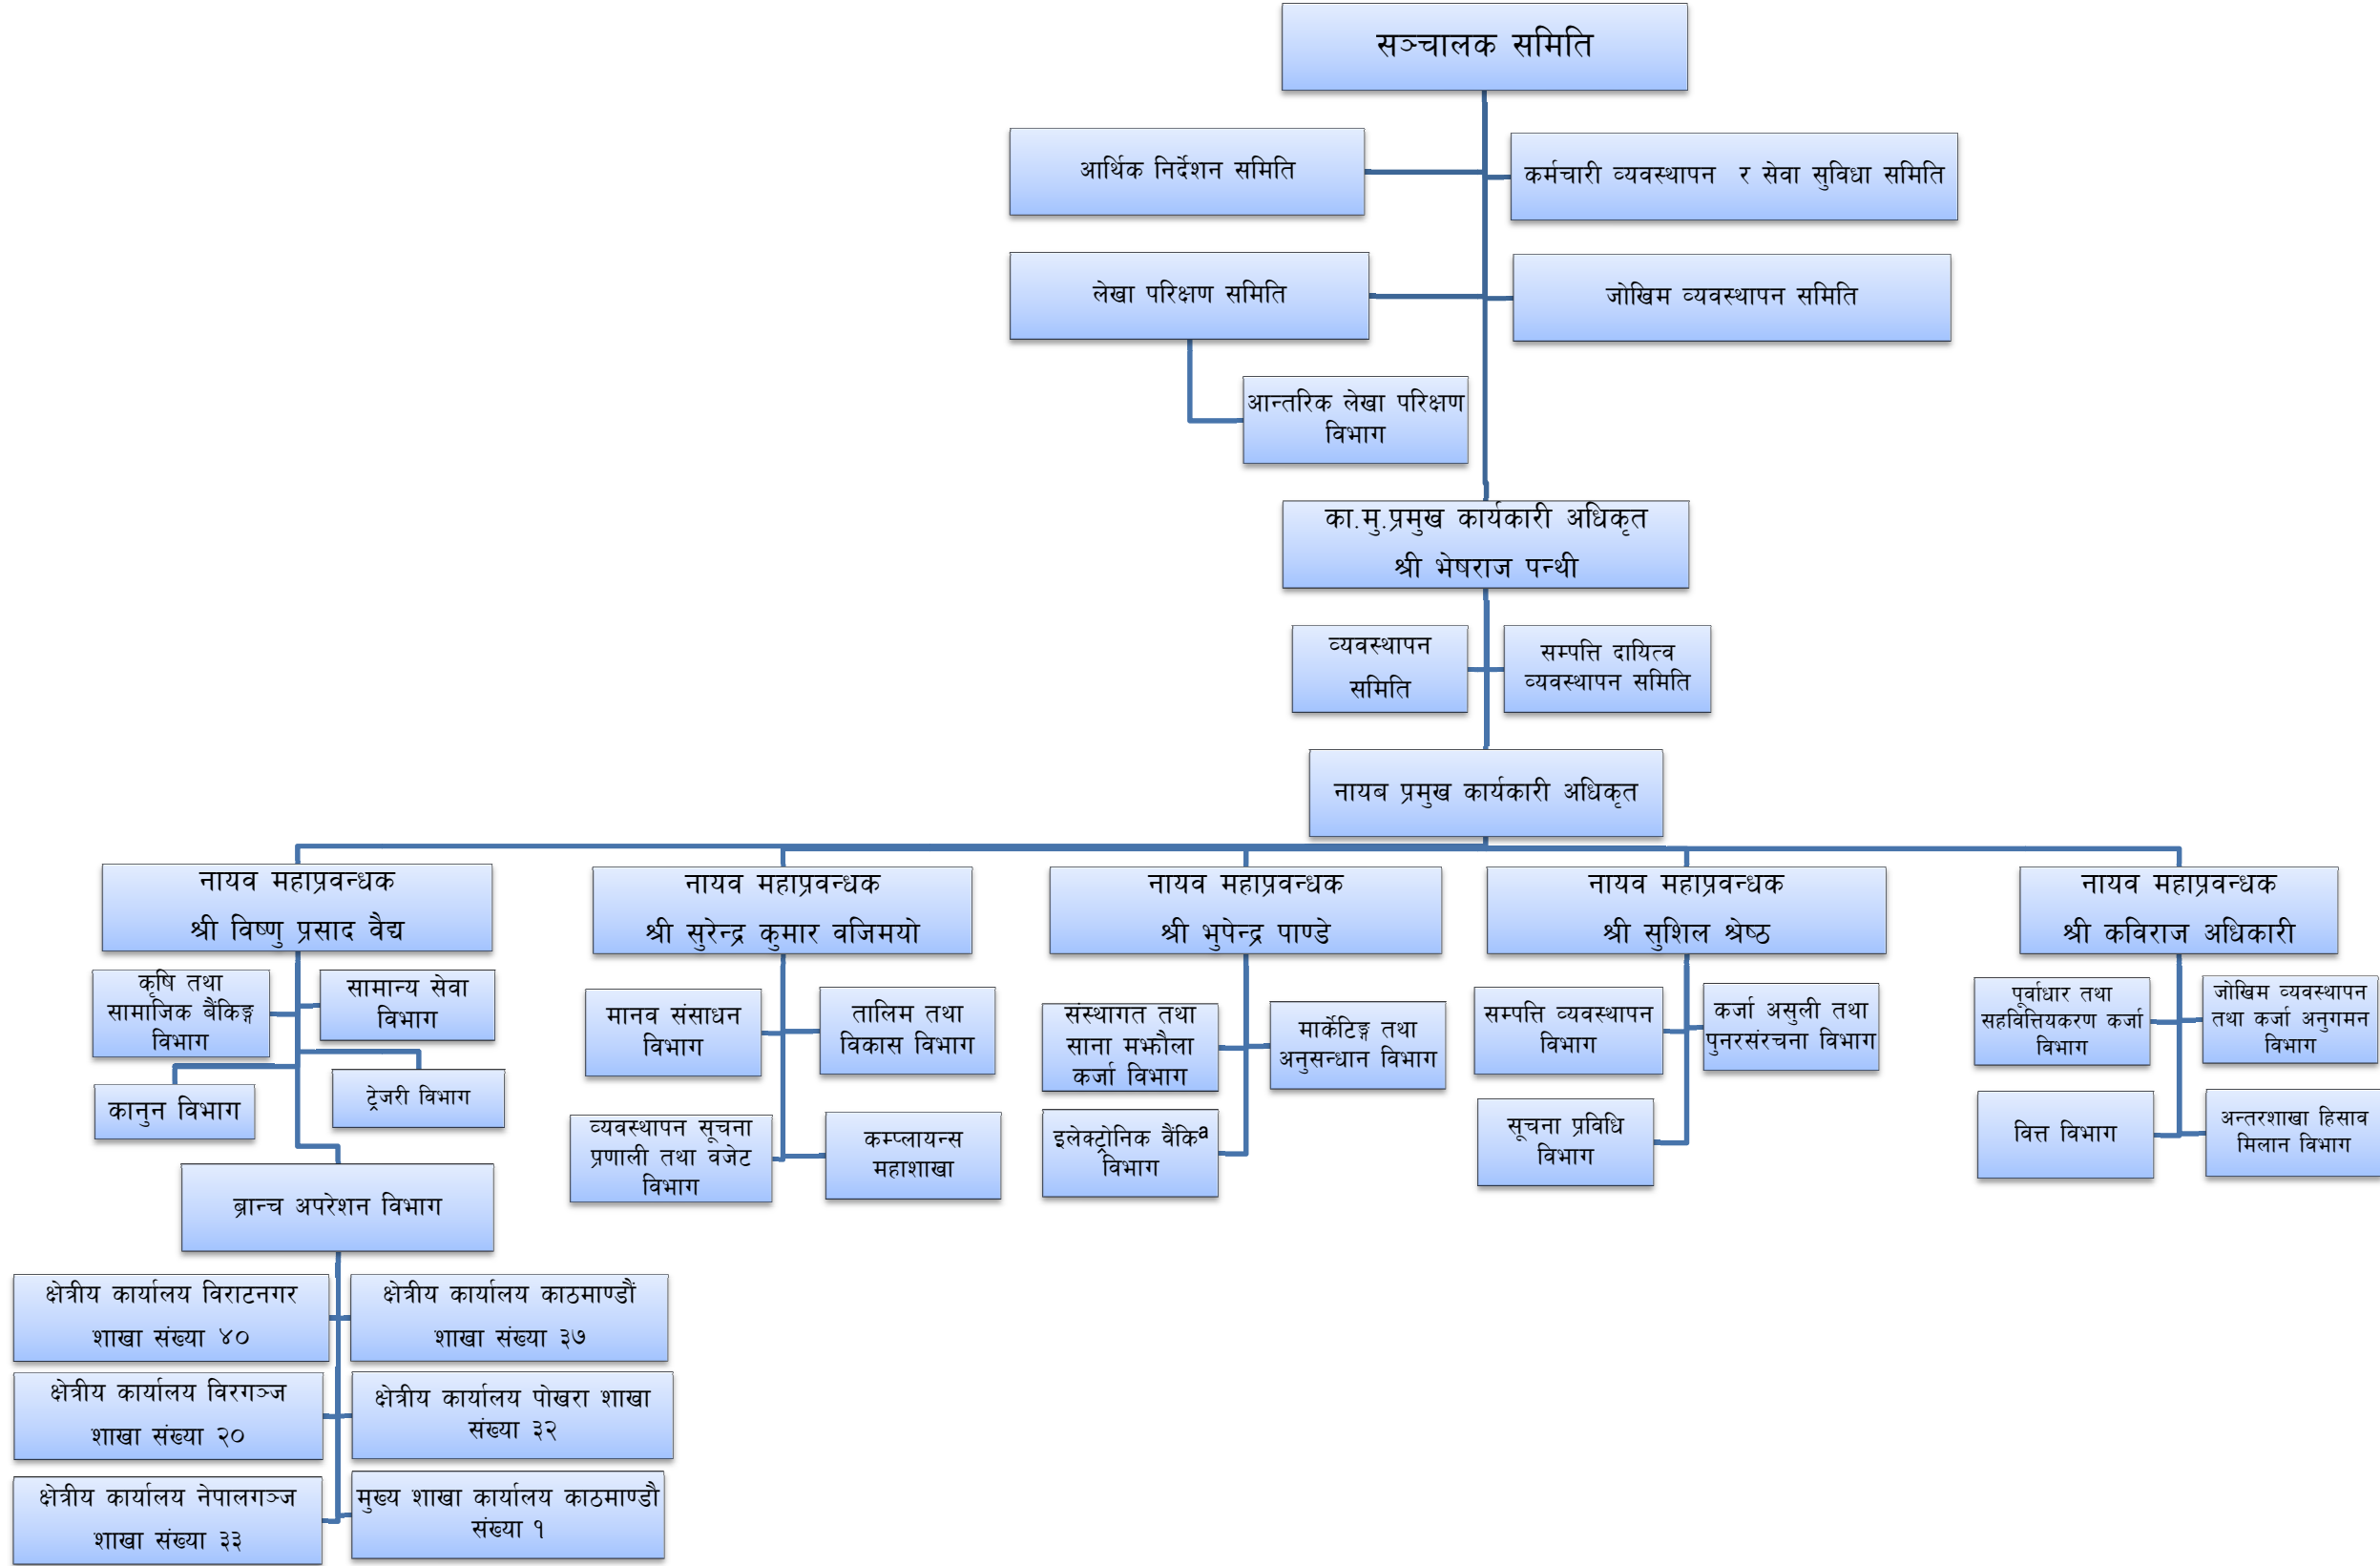 सञ्चालक समिति
आर्थिक निर्देशन समिति
कर्मचारी व्यवस्थापन र सेवा सुविधा समिति
लेखा परिक्षण समिति
जोखिम व्यवस्थापन समिति
आन्तरिक लेखा परिक्षण
विभाग
का.मु.प्रमुख कार्यकारी अधिकृत
श्री भेषराज पन्थी
व्यवस्थापन
समिति
सम्पत्ति दायित्व
व्यवस्थापन समिति
नायब प्रमुख कार्यकारी अधिकृत
नायव महाप्रवन्धक
श्री विष्णु प्रसाद वैद्य
नायव महाप्रवन्धक
श्री सुरेन्द्र कुमार वजिमयो
नायव महाप्रवन्धक
श्री भुपेन्द्र पाण्डे
नायव महाप्रवन्धक
श्री सुशिल श्रेष्ठ
नायव महाप्रवन्धक
श्री कविराज अधिकारी
कृषि तथा
सामाजिक बैंकिङ्ग
विभाग
सामान्य सेवा
विभाग
कानुन विभाग
ट्रेजरी विभाग
मानव संसाधन
विभाग
तालिम तथा
विकास विभाग
व्यवस्थापन सूचना
प्रणाली तथा वजेट
विभाग
कम्प्लायन्स
महाशाखा
संस्थागत तथा
साना मझौला
कर्जा विभाग
मार्केटिङ्ग तथा
अनुसन्धान विभाग
इलेक्ट्रोनिक वैंकिª
विभाग
सम्पत्ति व्यवस्थापन
विभाग
कर्जा असुली तथा
पुनरसंरचना विभाग
सूचना प्रविधि
विभाग
पूर्वाधार तथा
सहवित्तियकरण कर्जा
विभाग
जोखिम व्यवस्थापन
तथा कर्जा अनुगमन
विभाग
वित्त विभाग
अन्तरशाखा हिसाव
मिलान विभाग
ब्रान्च अपरेशन विभाग
क्षेत्रीय कार्यालय विराटनगर
शाखा संख्या ४०
क्षेत्रीय कार्यालय काठमाण्डौं
शाखा संख्या ३७
क्षेत्रीय कार्यालय विरगञ्ज
शाखा संख्या २०
क्षेत्रीय कार्यालय पोखरा शाखा
संख्या ३२
क्षेत्रीय कार्यालय नेपालगञ्ज
शाखा संख्या ३३
मुख्य शाखा कार्यालय काठमाण्डौ
संख्या १